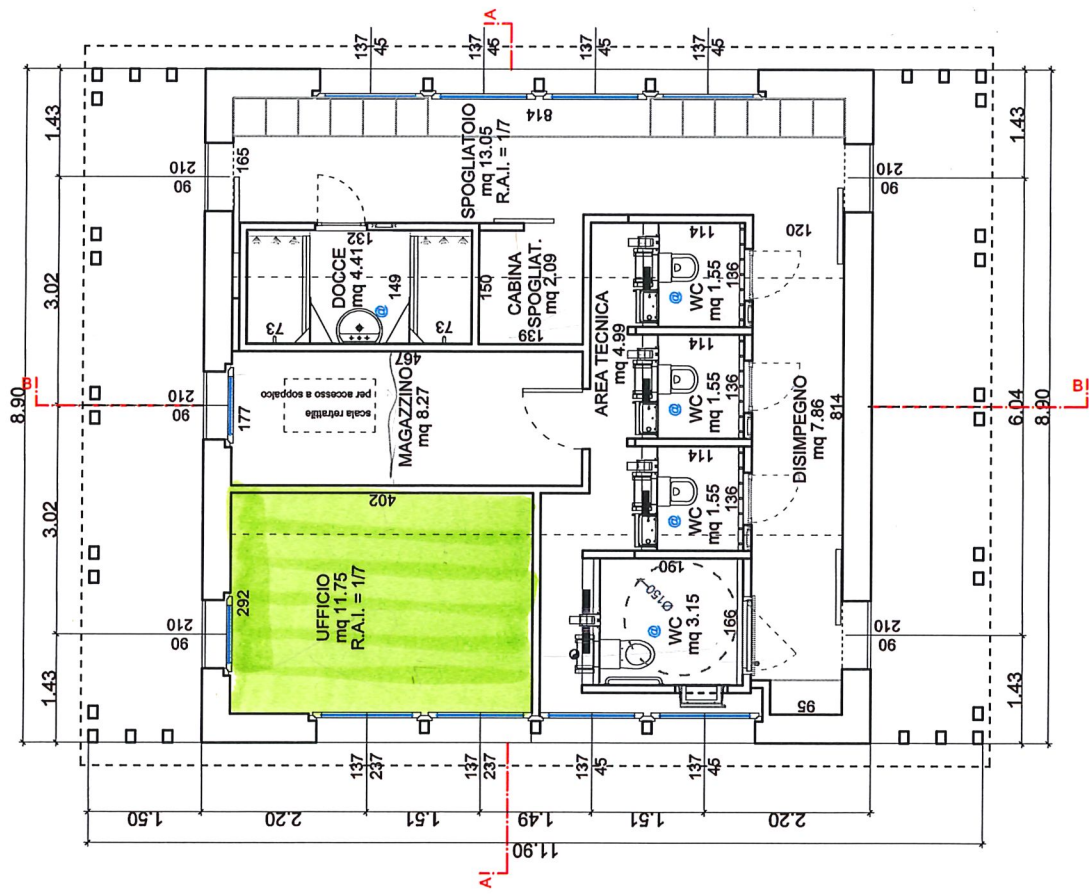 A
137
45
137
45
137
45
137
45
8.90
1.43
3.02
3.02
1.43
210
90
165
814
SPOGLIATOIO
mq 13.05
R.A.I. = 1/7
210
90
1.43
6.04
8.90
1.43
132
DOCCE
mq 4.41
149
@
73
73
150
CABINA
SPOGLIAT.
mq 2.09
139
120
114
WC
mq 1.55
136
@
B
210
90
177
scala retrattile
per accesso a soppalco
467
MAGAZZINO
mq 8.27
AREA TECNICA
mq 4.99
114
WC
mq 1.55
136
@
DISIMPEGNO
mq 7.86
814
B
402
114
WC
mq 1.55
136
@
292
UFFICIO
mq 11.75
R.A.I. = 1/7
210
90
190
Ø150
WC
mq 3.15
166
@
210
90
95
137
237
137
237
137
45
137
45
1.50
2.20
1.51
1.49
1.51
2.20
11.90
A